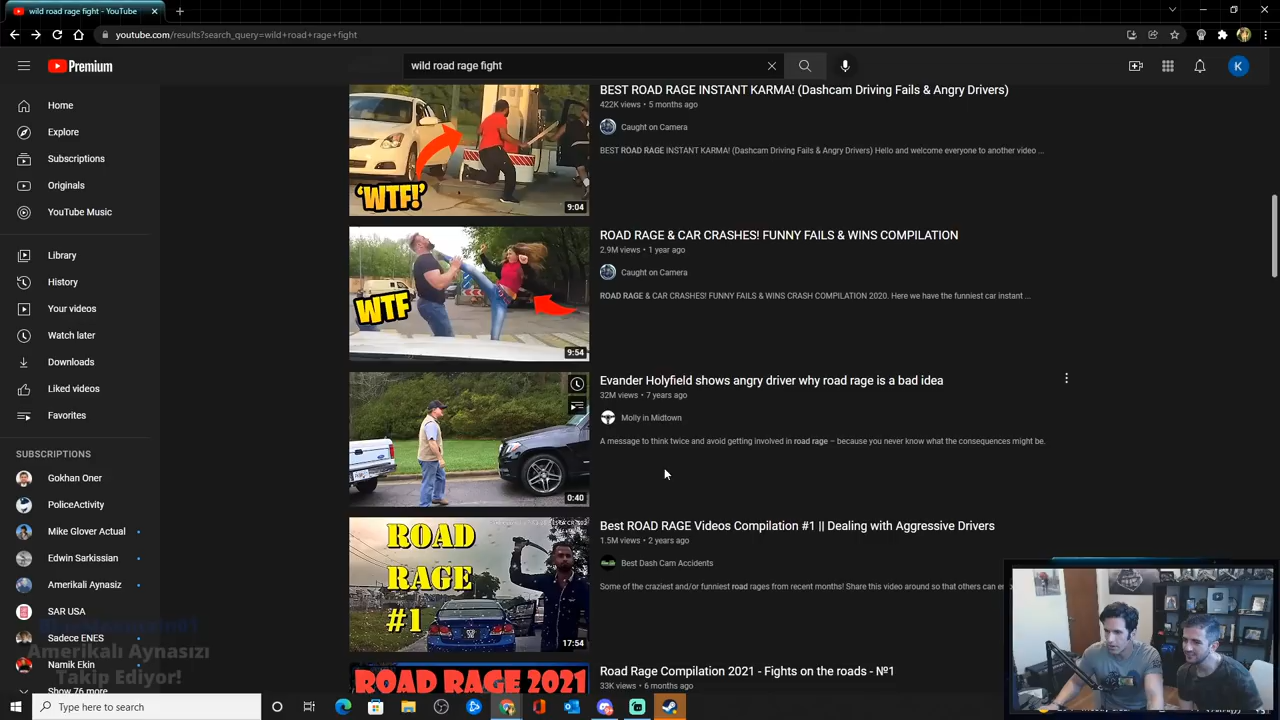 wild road rage fight - YouTube
youtube.com/results?search_query=wild+road+rage+fight
Premium
wild road rage fight
K
Home
Explore
Subscriptions
Originals
YouTube Music
Library
History
Your videos
Watch later
Downloads
Liked videos
Favorites
SUBSCRIPTIONS
Gokhan Oner
PoliceActivity
Mike Glover Actual
Edwin Sarkissian
Amerikali Aynasiz
SAR USA
Sadece ENES
Amerikalı Aynasızı
Namik Ekin
Takip Ediyor!
Show 76 more
'WTF!'
9:04
BEST ROAD RAGE INSTANT KARMA! (Dashcam Driving Fails & Angry Drivers)
422K views • 5 months ago
Caught on Camera
BEST ROAD RAGE INSTANT KARMA! (Dashcam Driving Fails & Angry Drivers) Hello and welcome everyone to another video ...
WTF
9:54
ROAD RAGE & CAR CRASHES! FUNNY FAILS & WINS COMPILATION
2.9M views • 1 year ago
Caught on Camera
ROAD RAGE & CAR CRASHES! FUNNY FAILS & WINS CRASH COMPILATION 2020. Here we have the funniest car instant ...
0:40
Evander Holyfield shows angry driver why road rage is a bad idea
32M views • 7 years ago
Molly in Midtown
A message to think twice and avoid getting involved in road rage – because you never know what the consequences might be.
ROAD
RAGE
#1
17:54
Best ROAD RAGE Videos Compilation #1 || Dealing with Aggressive Drivers
1.5M views • 2 years ago
Best Dash Cam Accidents
Some of the craziest and/or funniest road rages from recent months! Share this video around so that others can
ROAD RAGE 2021
Road Rage Compilation 2021 - Fights on the roads - №1
33K views • 6 months ago
Type here to search